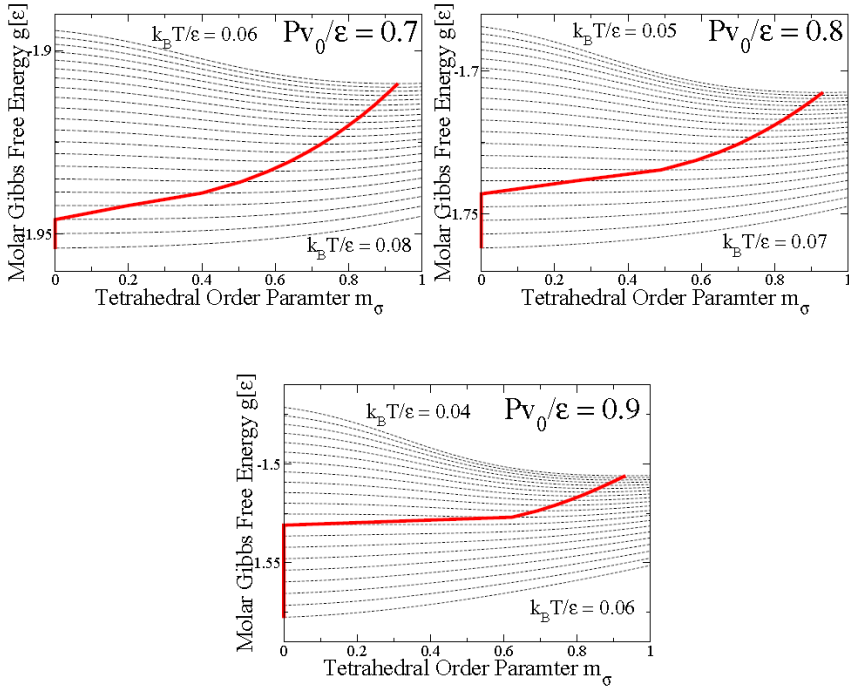 k_BT/ε = 0.06
Pv_0/ε = 0.7
Molar Gibbs Free Energy g[ε]
-1.9
-1.95
k_BT/ε = 0.08
0 0.2 0.4 0.6 0.8 1
Tetrahedral Order Paramter m_σ
k_BT/ε = 0.05
Pv_0/ε = 0.8
Molar Gibbs Free Energy g[ε]
-1.7
-1.75
k_BT/ε = 0.07
0 0.2 0.4 0.6 0.8 1
Tetrahedral Order Paramter m_σ
k_BT/ε = 0.04
Pv_0/ε = 0.9
Molar Gibbs Free Energy g[ε]
-1.5
-1.55
k_BT/ε = 0.06
0 0.2 0.4 0.6 0.8 1
Tetrahedral Order Paramter m_σ